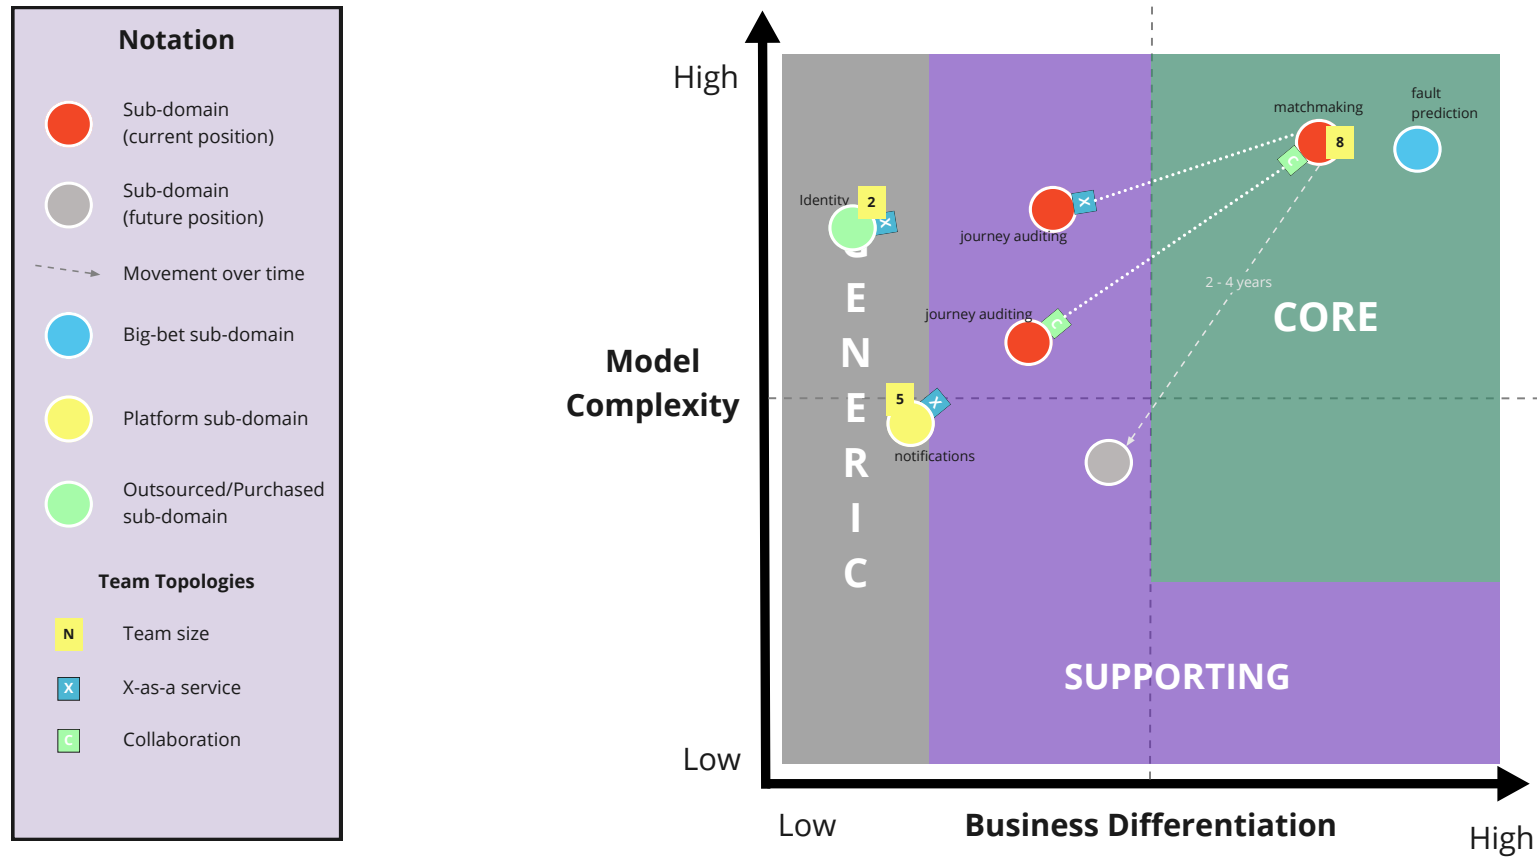 Notation
Sub-domain
(current position)
Sub-domain
(future position)
Movement over time
Big-bet sub-domain
Platform sub-domain
Outsourced/Purchased
sub-domain
Team Topologies
N
Team size
X
X-as-a service
C
Collaboration
High
Model
Complexity
Low
Low
Business Differentiation
High
GENERIC
CORE
SUPPORTING
Identity
2
X
journey auditing
X
journey auditing
C
5
X
notifications
matchmaking
8
C
fault
prediction
2 - 4 years